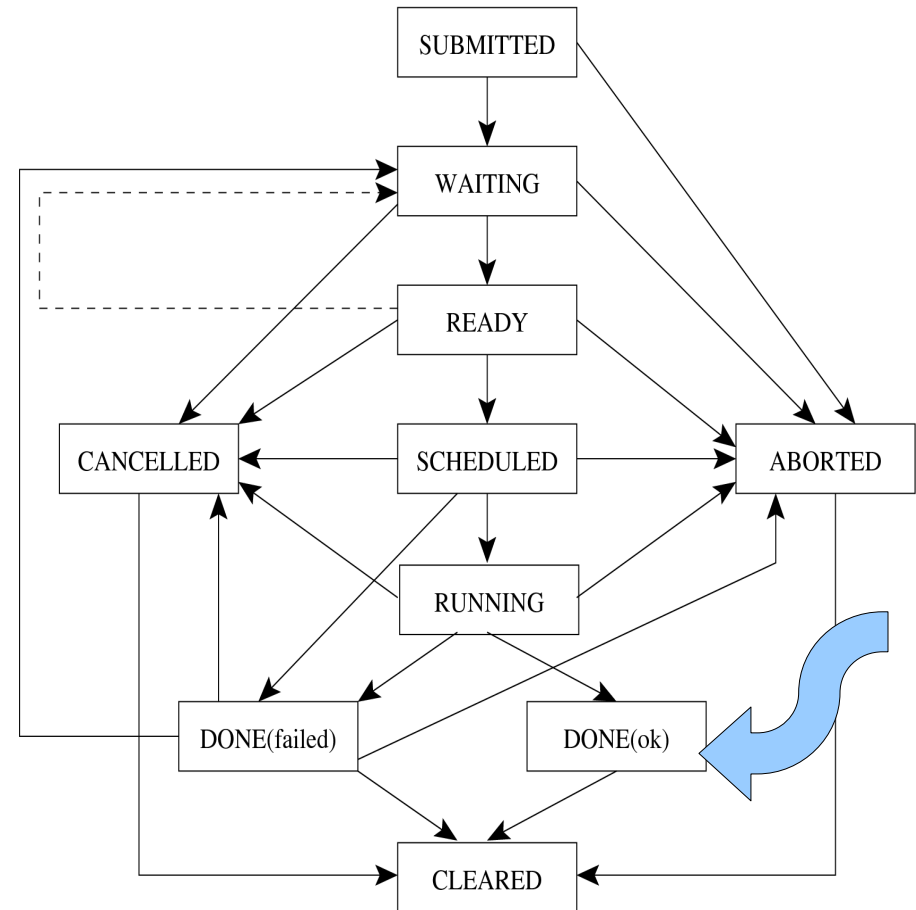 SUBMITTED
WAITING
READY
CANCELLED
SCHEDULED
ABORTED
RUNNING
DONE(failed)
DONE(ok)
CLEARED